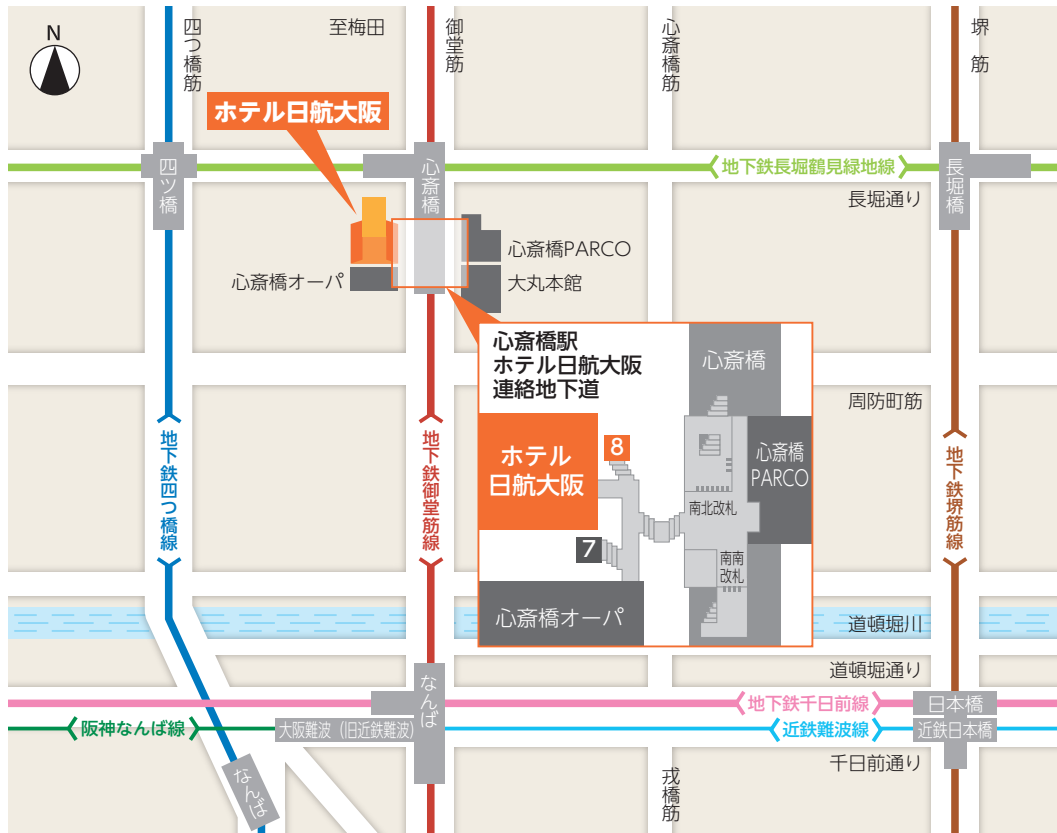 N
四つ橋筋
至梅田
御堂筋
心斎橋筋
堺筋
ホテル日航大阪
四ツ橋
心斎橋
地下鉄長堀鶴見緑地線
長堀橋
長堀通り
心斎橋PARCO
心斎橋オーパ
大丸本館
心斎橋駅
ホテル日航大阪
連絡地下道
心斎橋
周防町筋
ホテル
日航大阪
8
心斎橋
PARCO
南北改札
7
南南
改札
心斎橋オーパ
地下鉄四つ橋線
地下鉄御堂筋線
地下鉄堺筋線
道頓堀川
道頓堀通り
なんば
地下鉄千日前線
日本橋
阪神なんば線
大阪難波（旧近鉄難波）
近鉄難波線
近鉄日本橋
千日前通り
なんば
戎橋筋